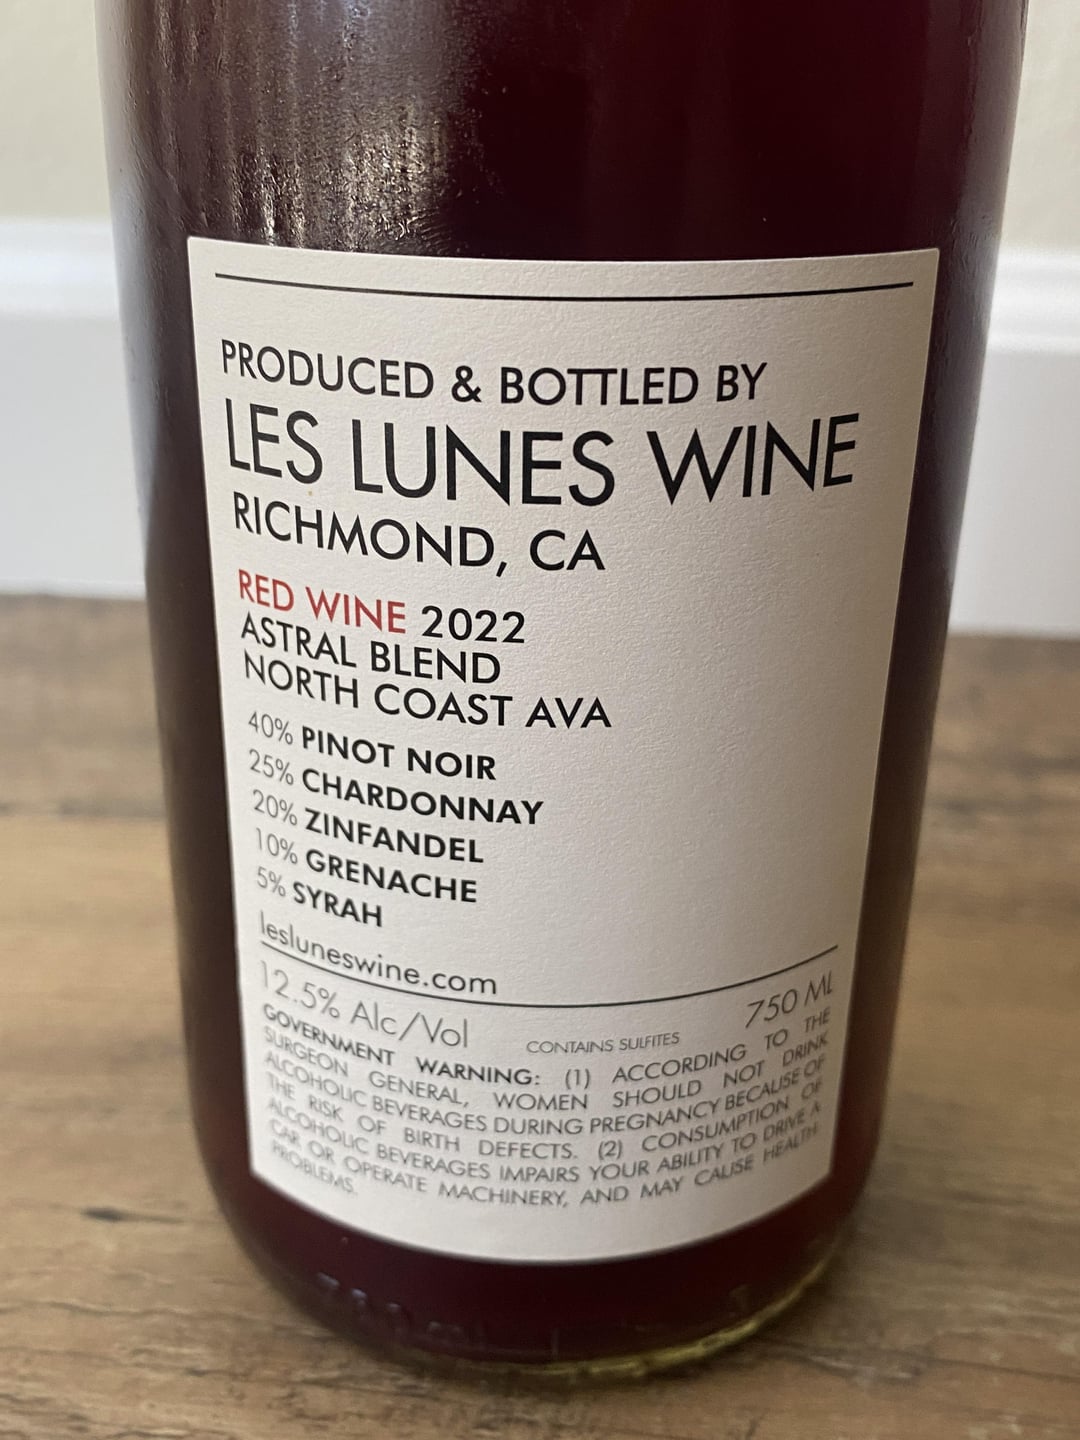 PRODUCED & BOTTLED BY
LES LUNES WINE
RICHMOND, CA
RED WINE 2022
ASTRAL BLEND
NORTH COAST AVA
40% PINOT NOIR
25% CHARDONNAY
20% ZINFANDEL
10% GRENACHE
5% SYRAH
lesluneswine.com
12.5% Alc/Vol CONTAINS SULFITES 750 ML
GOVERNMENT WARNING: (1) ACCORDING TO THE
SURGEON GENERAL, WOMEN SHOULD NOT DRINK
ALCOHOLIC BEVERAGES DURING PREGNANCY BECAUSE OF
THE RISK OF BIRTH DEFECTS. (2) CONSUMPTION OF
ALCOHOLIC BEVERAGES IMPAIRS YOUR ABILITY TO DRIVE A
CAR OR OPERATE MACHINERY, AND MAY CAUSE HEALTH
PROBLEMS.